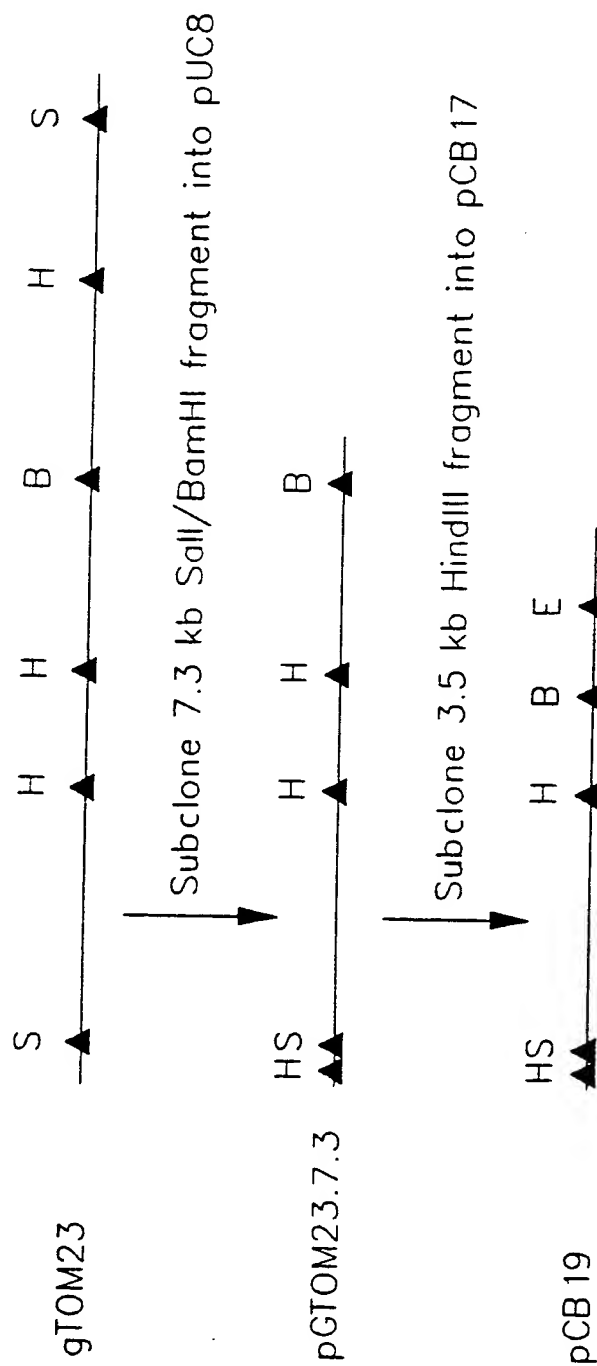 gTOM23
S H H B H S
Subclone 7.3 kb SalI/BamHI fragment into pUC8
pGTOM23.7.3
HS H H B
Subclone 3.5 kb HindIII fragment into pCB17
pCB19
HS H B E